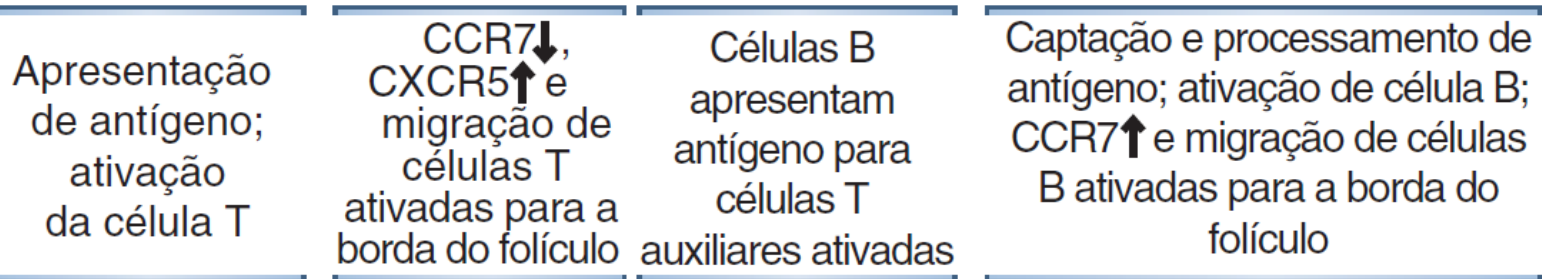 Apresentação
de antígeno;
ativação
da célula T
CCR7↓,
CXCR5↑ e
migração de
células T
ativadas para a
borda do folículo
Células B
apresentam
antígeno para
células T
auxiliares ativadas
Captação e processamento de
antígeno; ativação de célula B;
CCR7↑ e migração de células
B ativadas para a borda do
folículo